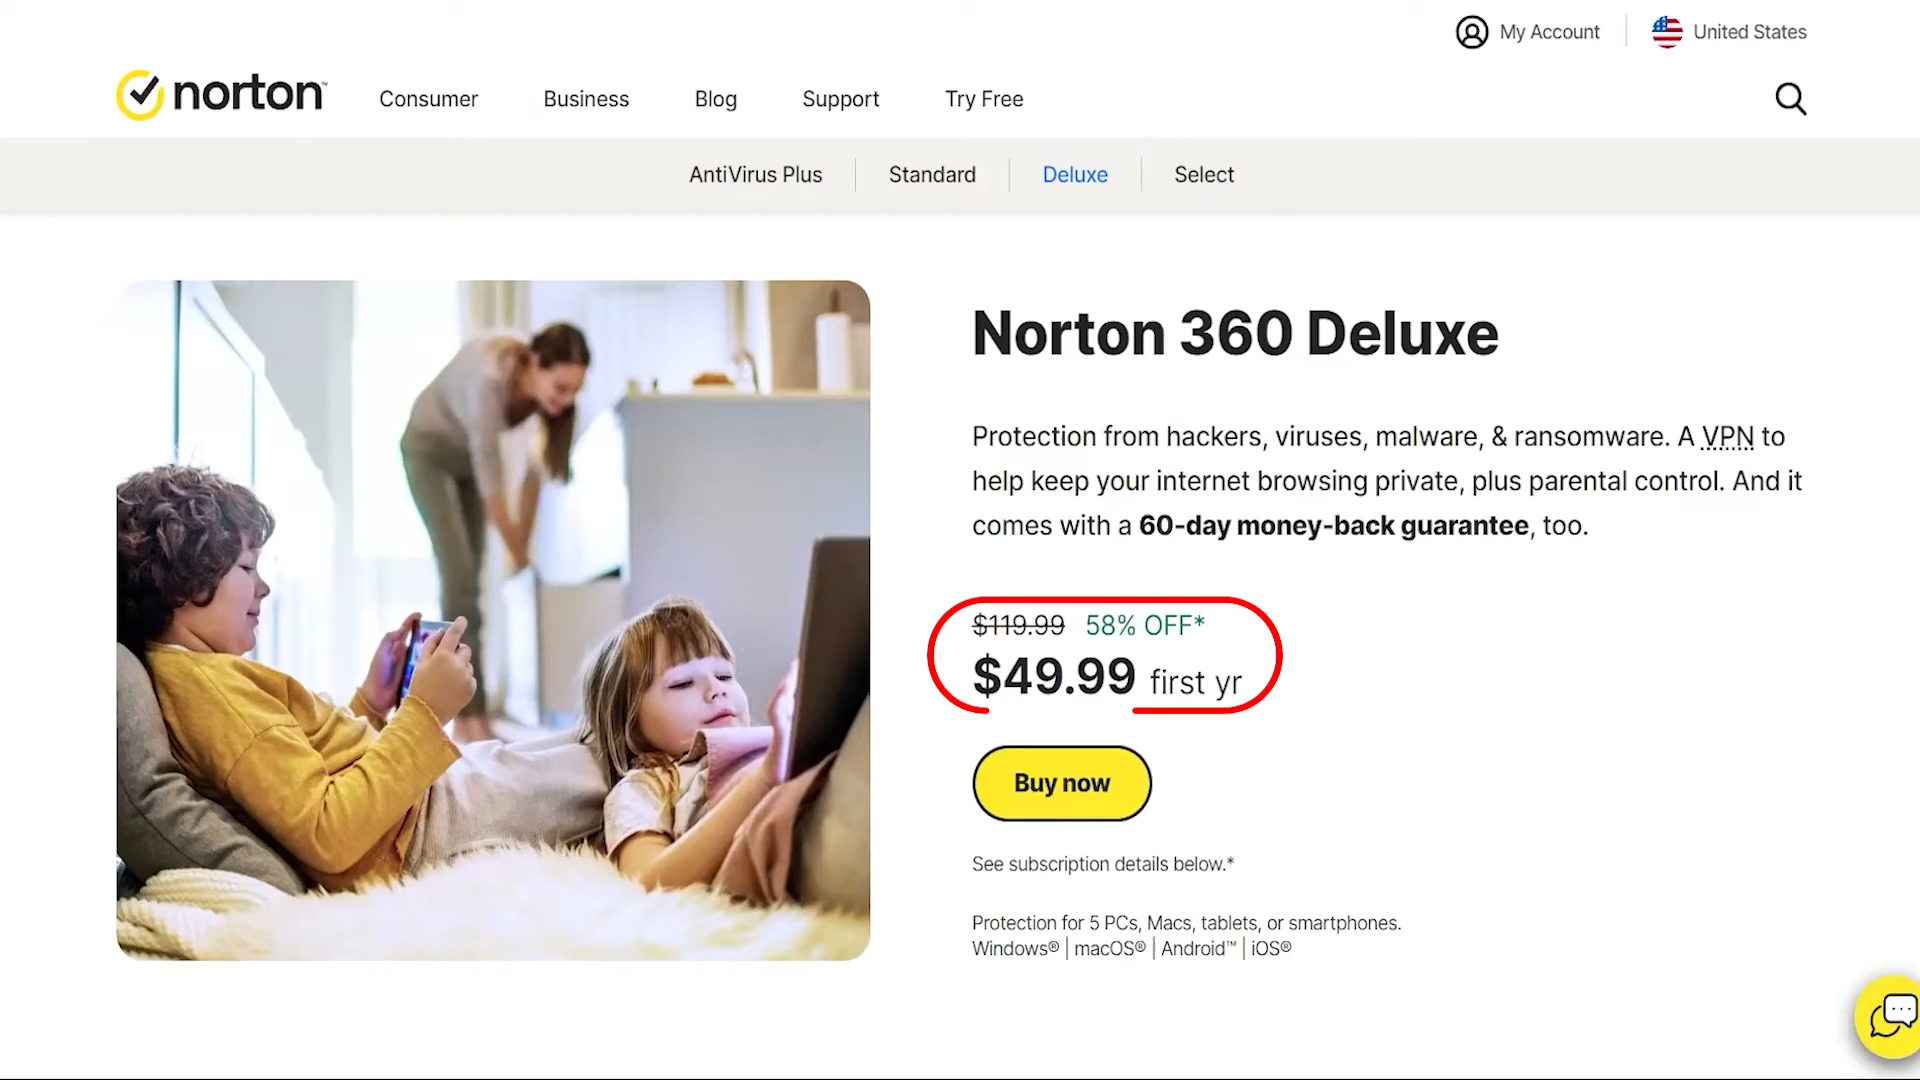 My Account
United States
norton™
Consumer
Business
Blog
Support
Try Free
AntiVirus Plus
Standard
Deluxe
Select
Norton 360 Deluxe
Protection from hackers, viruses, malware, & ransomware. A VPN to
help keep your internet browsing private, plus parental control. And it
comes with a 60-day money-back guarantee, too.
$119.99 58% OFF*
$49.99 first yr
Buy now
See subscription details below.*
Protection for 5 PCs, Macs, tablets, or smartphones.
Windows® | macOS® | Android™ | iOS®